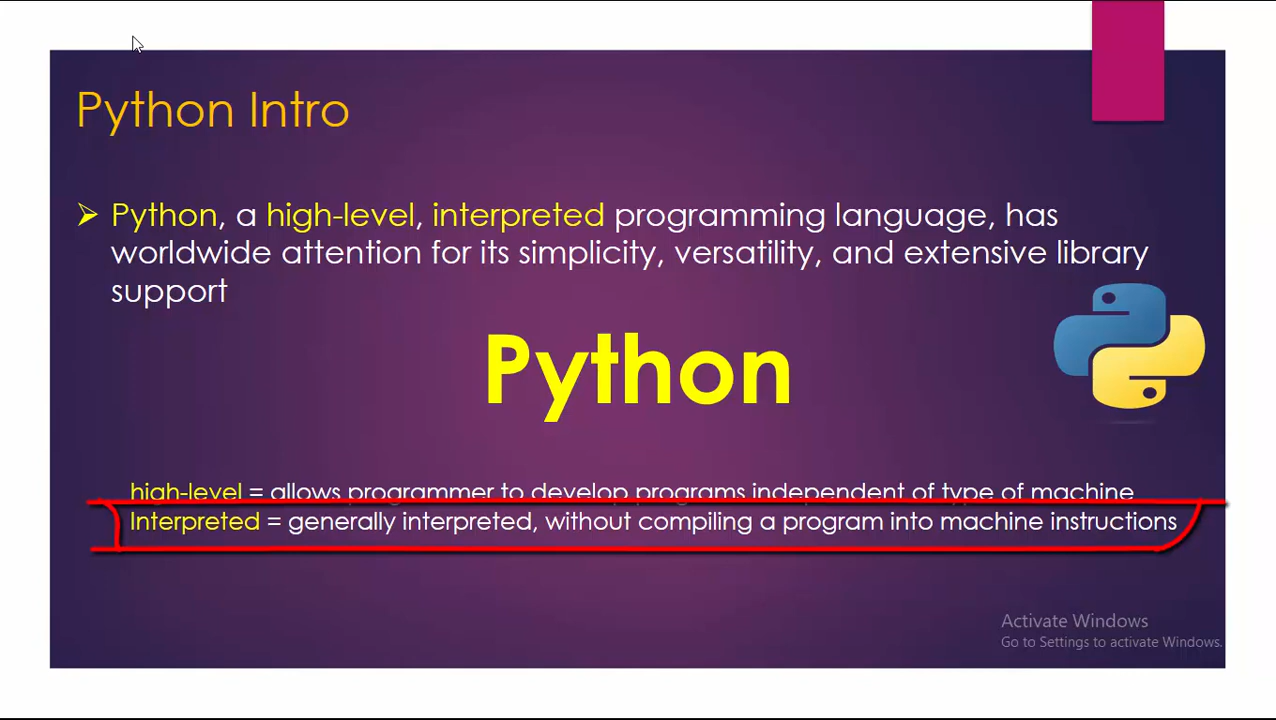 Python Intro
Python, a high-level, interpreted programming language, has
worldwide attention for its simplicity, versatility, and extensive library
support
Python
high-level = allows programmer to develop programs independent of type of machine
Interpreted = generally interpreted, without compiling a program into machine instructions
Activate Windows
Go to Settings to activate Windows.